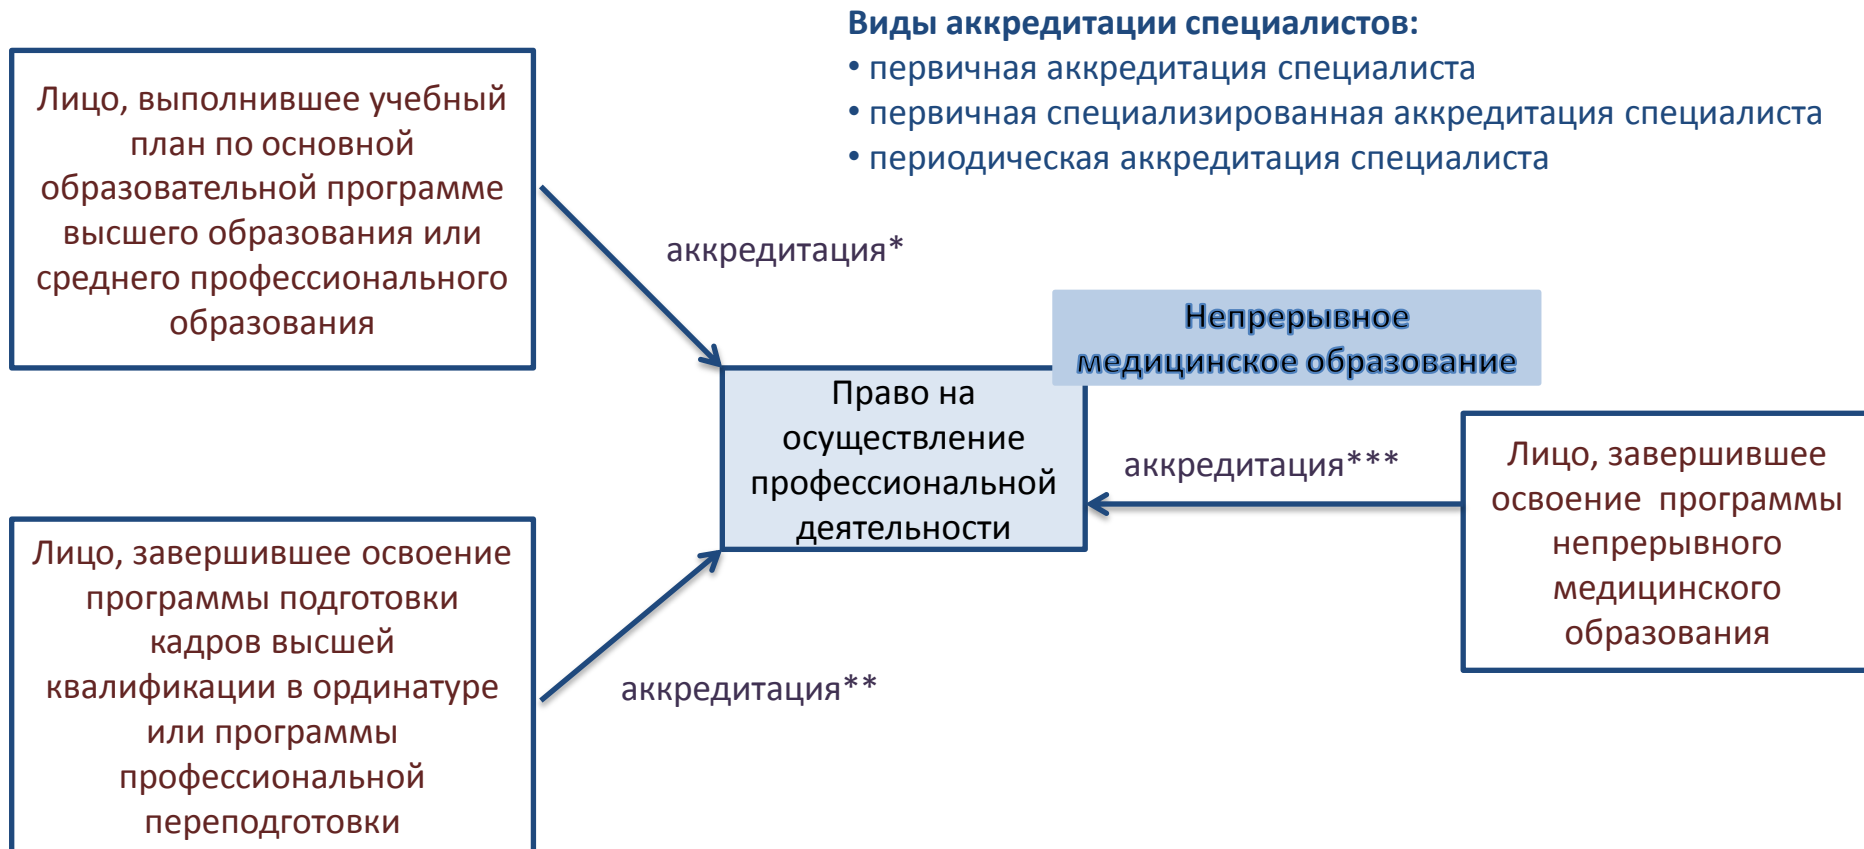 Виды аккредитации специалистов:
• первичная аккредитация специалиста
• первичная специализированная аккредитация специалиста
• периодическая аккредитация специалиста
Лицо, выполнившее учебный
план по основной
образовательной программе
высшего образования или
среднего профессионального
образования
аккредитация*
Непрерывное
медицинское образование
Право на
осуществление
профессиональной
деятельности
аккредитация***
Лицо, завершившее
освоение программы
непрерывного
медицинского
образования
Лицо, завершившее освоение
программы подготовки
кадров высшей
квалификации в ординатуре
или программы
профессиональной
переподготовки
аккредитация**